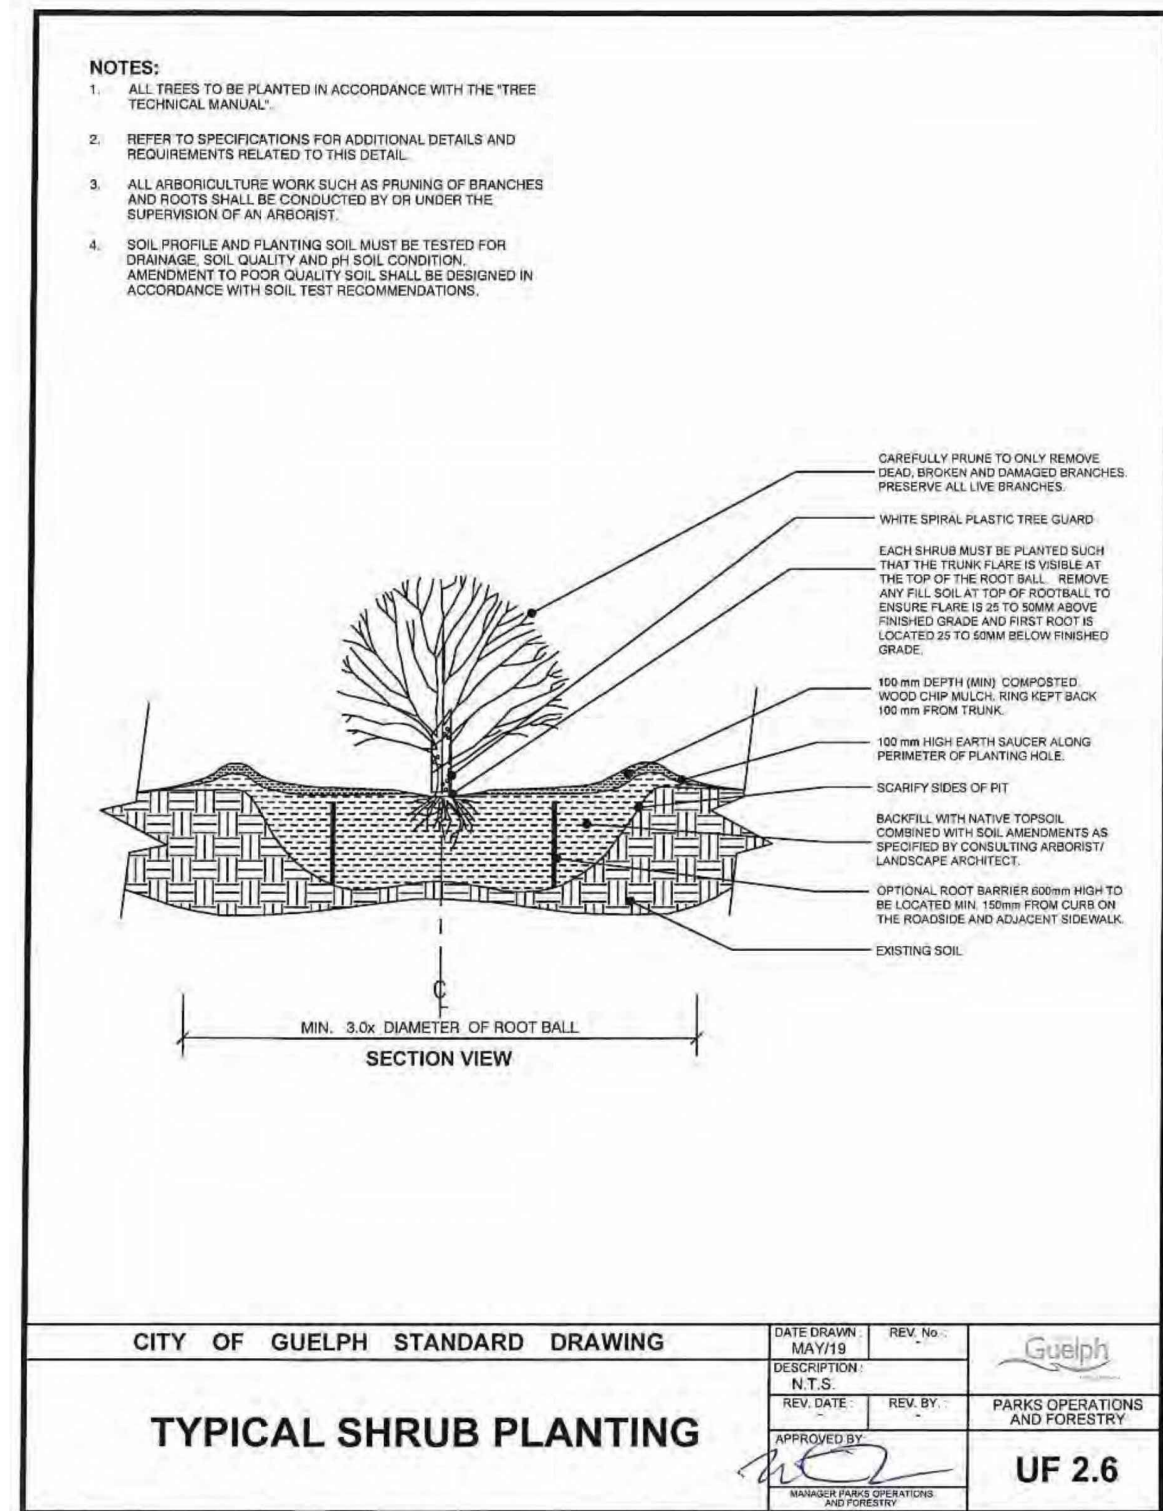 NOTES:
1. ALL TREES TO BE PLANTED IN ACCORDANCE WITH THE "TREE
TECHNICAL MANUAL".
2. REFER TO SPECIFICATIONS FOR ADDITIONAL DETAILS AND
REQUIREMENTS RELATED TO THIS DETAIL.
3. ALL ARBORICULTURE WORK SUCH AS PRUNING OF BRANCHES
AND ROOTS SHALL BE CONDUCTED BY OR UNDER THE
SUPERVISION OF AN ARBORIST.
4. SOIL PROFILE AND PLANTING SOIL MUST BE TESTED FOR
DRAINAGE, SOIL QUALITY AND pH SOIL CONDITION.
AMENDMENT TO POOR QUALITY SOIL SHALL BE DESIGNED IN
ACCORDANCE WITH SOIL TEST RECOMMENDATIONS.
CAREFULLY PRUNE TO ONLY REMOVE
DEAD, BROKEN AND DAMAGED BRANCHES.
PRESERVE ALL LIVE BRANCHES.
WHITE SPIRAL PLASTIC TREE GUARD
EACH SHRUB MUST BE PLANTED SUCH
THAT THE TRUNK FLARE IS VISIBLE AT
THE TOP OF THE ROOT BALL. REMOVE
ANY FILL SOIL AT TOP OF ROOTBALL TO
ENSURE FLARE IS 25 TO 50MM ABOVE
FINISHED GRADE AND FIRST ROOT IS
LOCATED 25 TO 50MM BELOW FINISHED
GRADE.
100 mm DEPTH (MIN) COMPOSTED
WOOD CHIP MULCH. RING KEPT BACK
100 mm FROM TRUNK.
100 mm HIGH EARTH SAUCER ALONG
PERIMETER OF PLANTING HOLE.
SCARIFY SIDES OF PIT
BACKFILL WITH NATIVE TOPSOIL
COMBINED WITH SOIL AMENDMENTS AS
SPECIFIED BY CONSULTING ARBORIST/
LANDSCAPE ARCHITECT.
OPTIONAL ROOT BARRIER 600mm HIGH TO
BE LOCATED MIN. 150mm FROM CURB ON
THE ROADSIDE AND ADJACENT SIDEWALK.
EXISTING SOIL
CL
MIN. 3.0x DIAMETER OF ROOT BALL
SECTION VIEW
CITY OF GUELPH STANDARD DRAWING
TYPICAL SHRUB PLANTING
DATE DRAWN :
MAY/19
REV. No :
-
DESCRIPTION :
N.T.S.
REV. DATE :
-
REV. BY. :
-
APPROVED BY:
MANAGER PARKS OPERATIONS
AND FORESTRY
Guelph
PARKS OPERATIONS
AND FORESTRY
UF 2.6